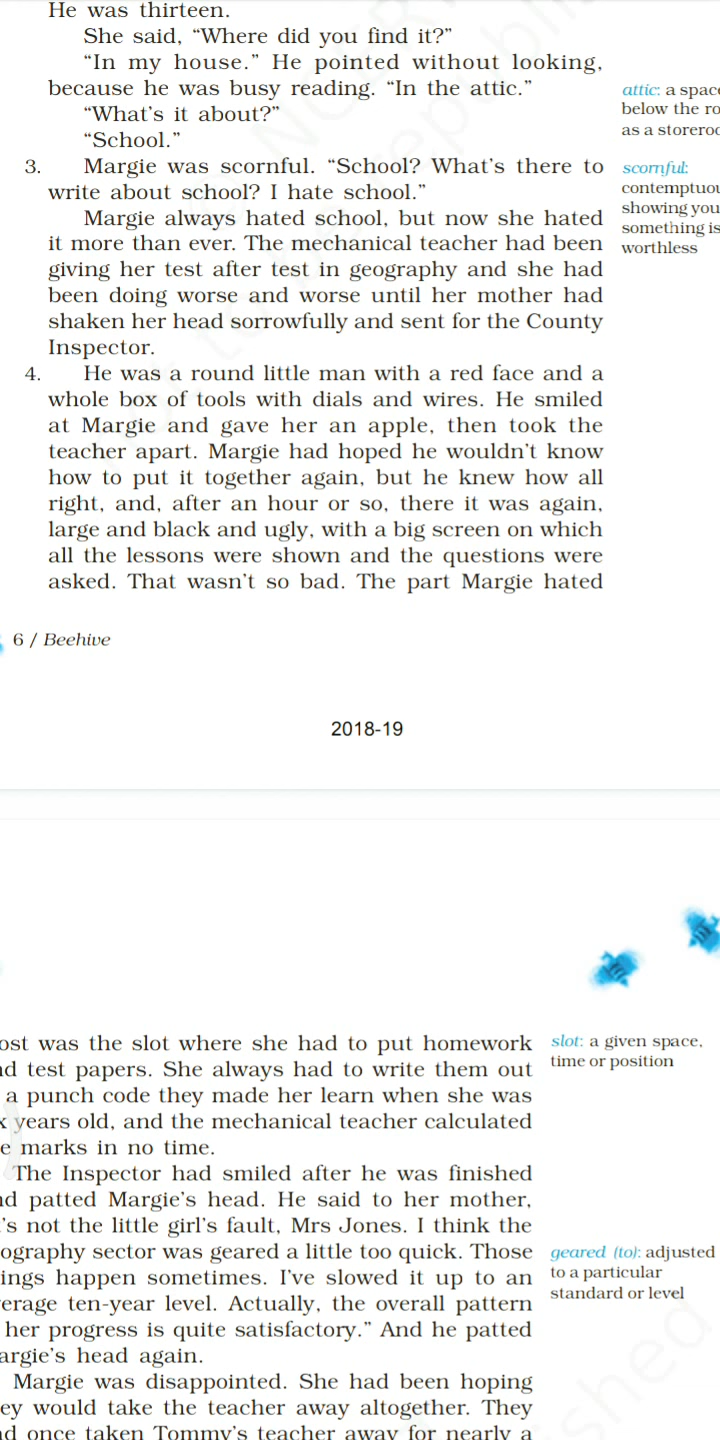 He was thirteen.
She said, “Where did you find it?”
“In my house.” He pointed without looking,
because he was busy reading. “In the attic.”
“What’s it about?”
“School.”
3. Margie was scornful. “School? What’s there to
write about school? I hate school.”
Margie always hated school, but now she hated
it more than ever. The mechanical teacher had been
giving her test after test in geography and she had
been doing worse and worse until her mother had
shaken her head sorrowfully and sent for the County
Inspector.
4. He was a round little man with a red face and a
whole box of tools with dials and wires. He smiled
at Margie and gave her an apple, then took the
teacher apart. Margie had hoped he wouldn’t know
how to put it together again, but he knew how all
right, and, after an hour or so, there it was again,
large and black and ugly, with a big screen on which
all the lessons were shown and the questions were
asked. That wasn’t so bad. The part Margie hated
attic: a space
below the ro
as a storeroo
scornful:
contemptuou
showing you
something is
worthless
6 / Beehive
2018-19
ost was the slot where she had to put homework
nd test papers. She always had to write them out
a punch code they made her learn when she was
x years old, and the mechanical teacher calculated
e marks in no time.
The Inspector had smiled after he was finished
nd patted Margie’s head. He said to her mother,
’s not the little girl’s fault, Mrs Jones. I think the
ography sector was geared a little too quick. Those
ings happen sometimes. I’ve slowed it up to an
erage ten-year level. Actually, the overall pattern
her progress is quite satisfactory.” And he patted
argie’s head again.
Margie was disappointed. She had been hoping
ey would take the teacher away altogether. They
ad once taken Tommy’s teacher away for nearly a
slot: a given space,
time or position
geared (to): adjusted
to a particular
standard or level